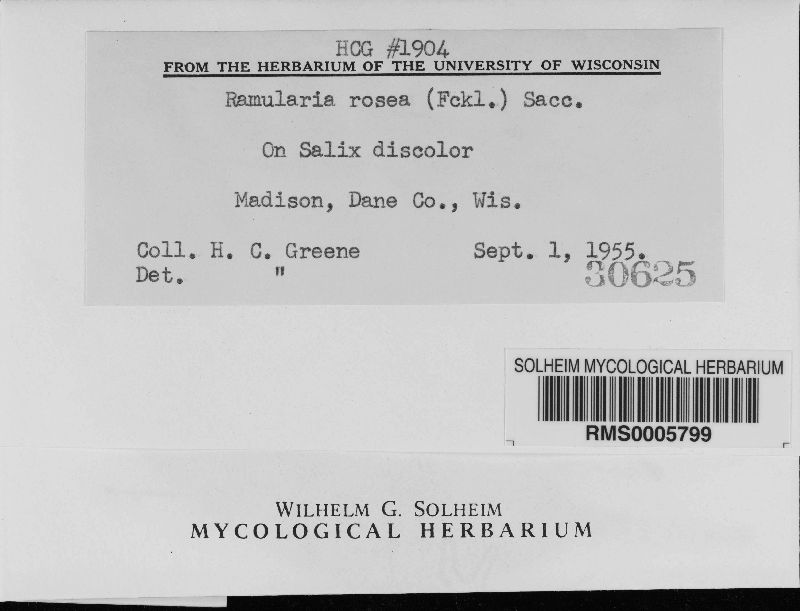 HCG #1904
FROM THE HERBARIUM OF THE UNIVERSITY OF WISCONSIN
Ramularia rosea (Fckl.) Sacc.
On Salix discolor
Madison, Dane Co., Wis.
Coll. H. C. Greene Sept. 1, 1955.
Det. "
30625
SOLHEIM MYCOLOGICAL HERBARIUM
RMS0005799
WILHELM G. SOLHEIM
MYCOLOGICAL HERBARIUM